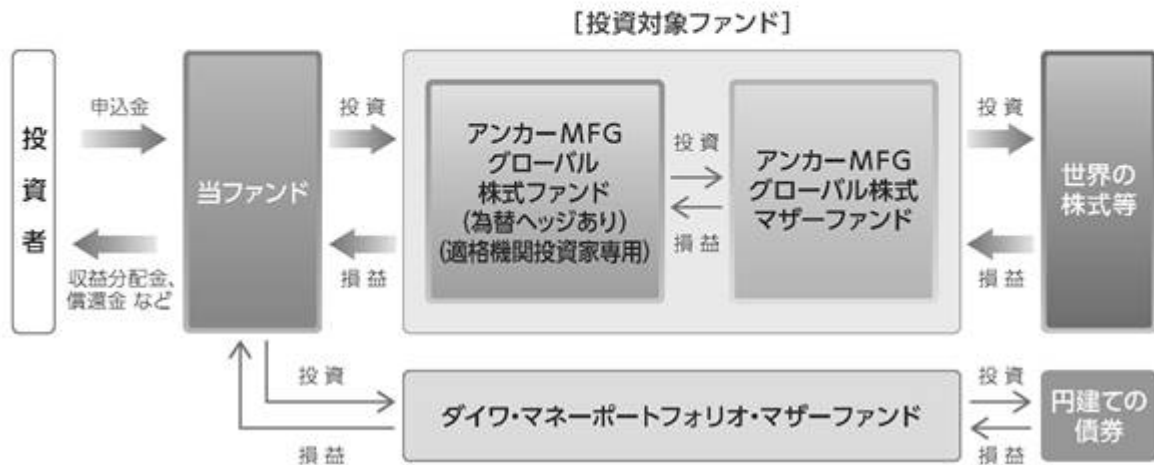 [投資対象ファンド]
投資者
申込金
収益分配金、
償還金 など
当ファンド
投資
損益
アンカーMFG
グローバル
株式ファンド
(為替ヘッジあり)
(適格機関投資家専用)
投資
損益
アンカーMFG
グローバル株式
マザーファンド
投資
損益
世界の
株式等
投資
損益
ダイワ・マネーポートフォリオ・マザーファンド
投資
損益
円建ての
債券